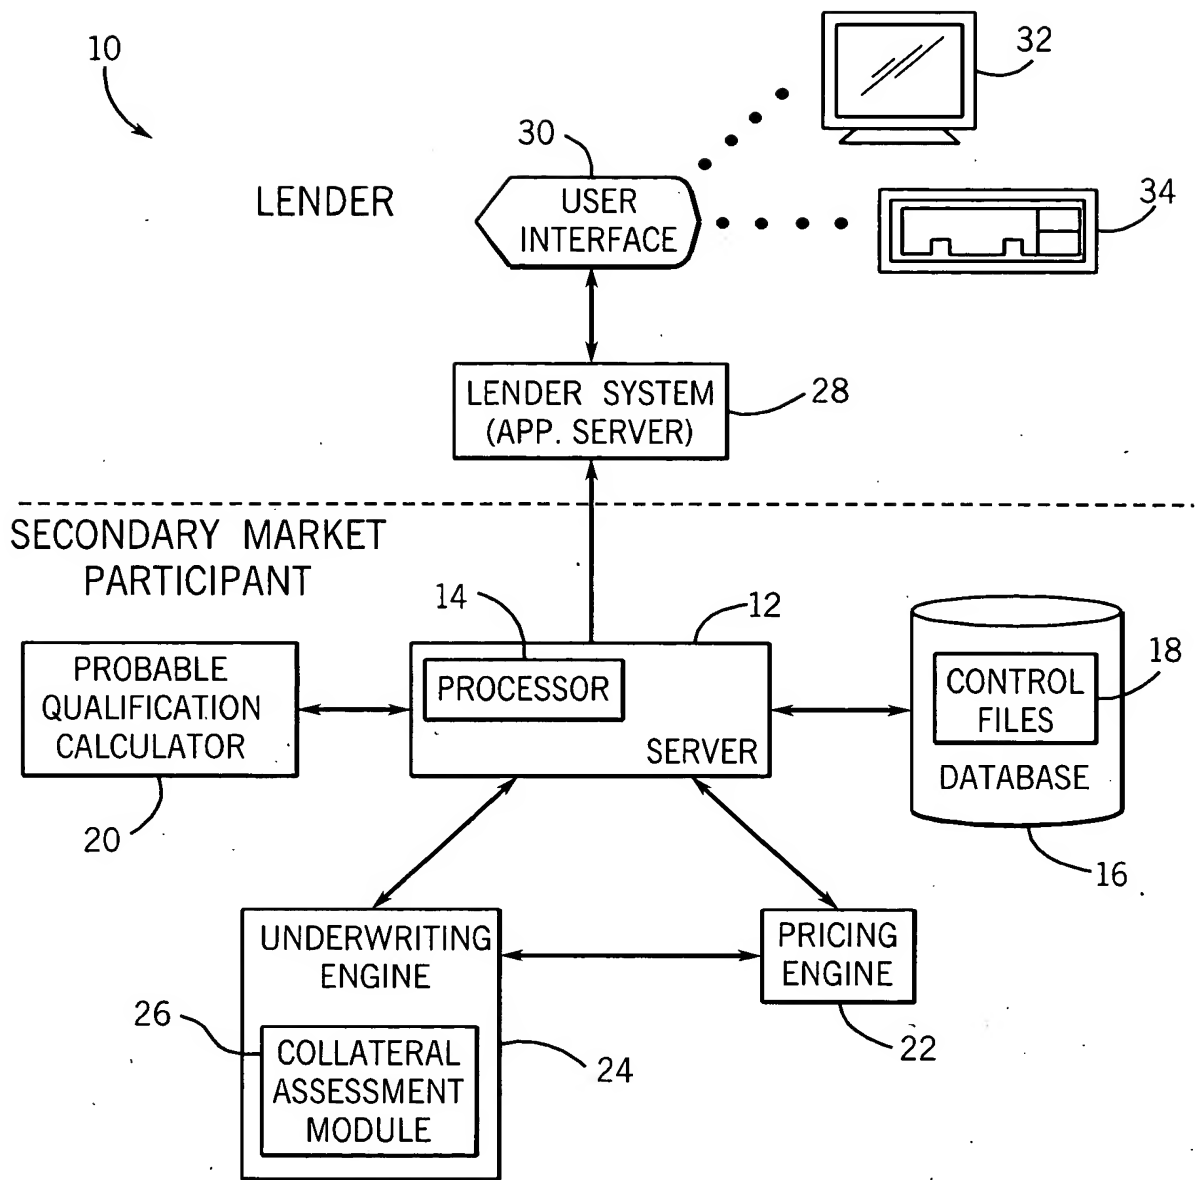 10
32
30
LENDER
USER
INTERFACE
34
LENDER SYSTEM
(APP. SERVER)
28
SECONDARY MARKET
PARTICIPANT
14
12
PROBABLE
QUALIFICATION
CALCULATOR
PROCESSOR
SERVER
CONTROL
FILES
18
DATABASE
20
16
UNDERWRITING
ENGINE
PRICING
ENGINE
26
COLLATERAL
ASSESSMENT
MODULE
24
22